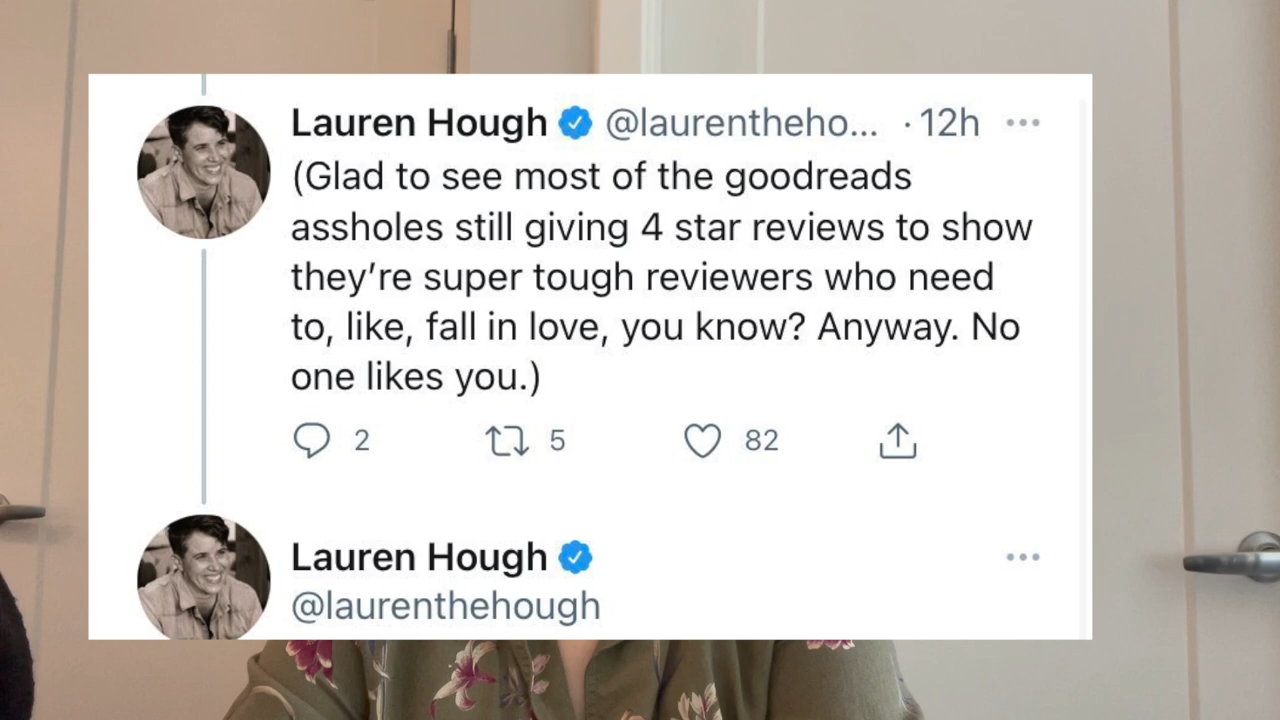 Lauren Hough @laurentheho... · 12h
(Glad to see most of the goodreads
assholes still giving 4 star reviews to show
they’re super tough reviewers who need
to, like, fall in love, you know? Anyway. No
one likes you.)
2 5 82
Lauren Hough
@laurenthehough